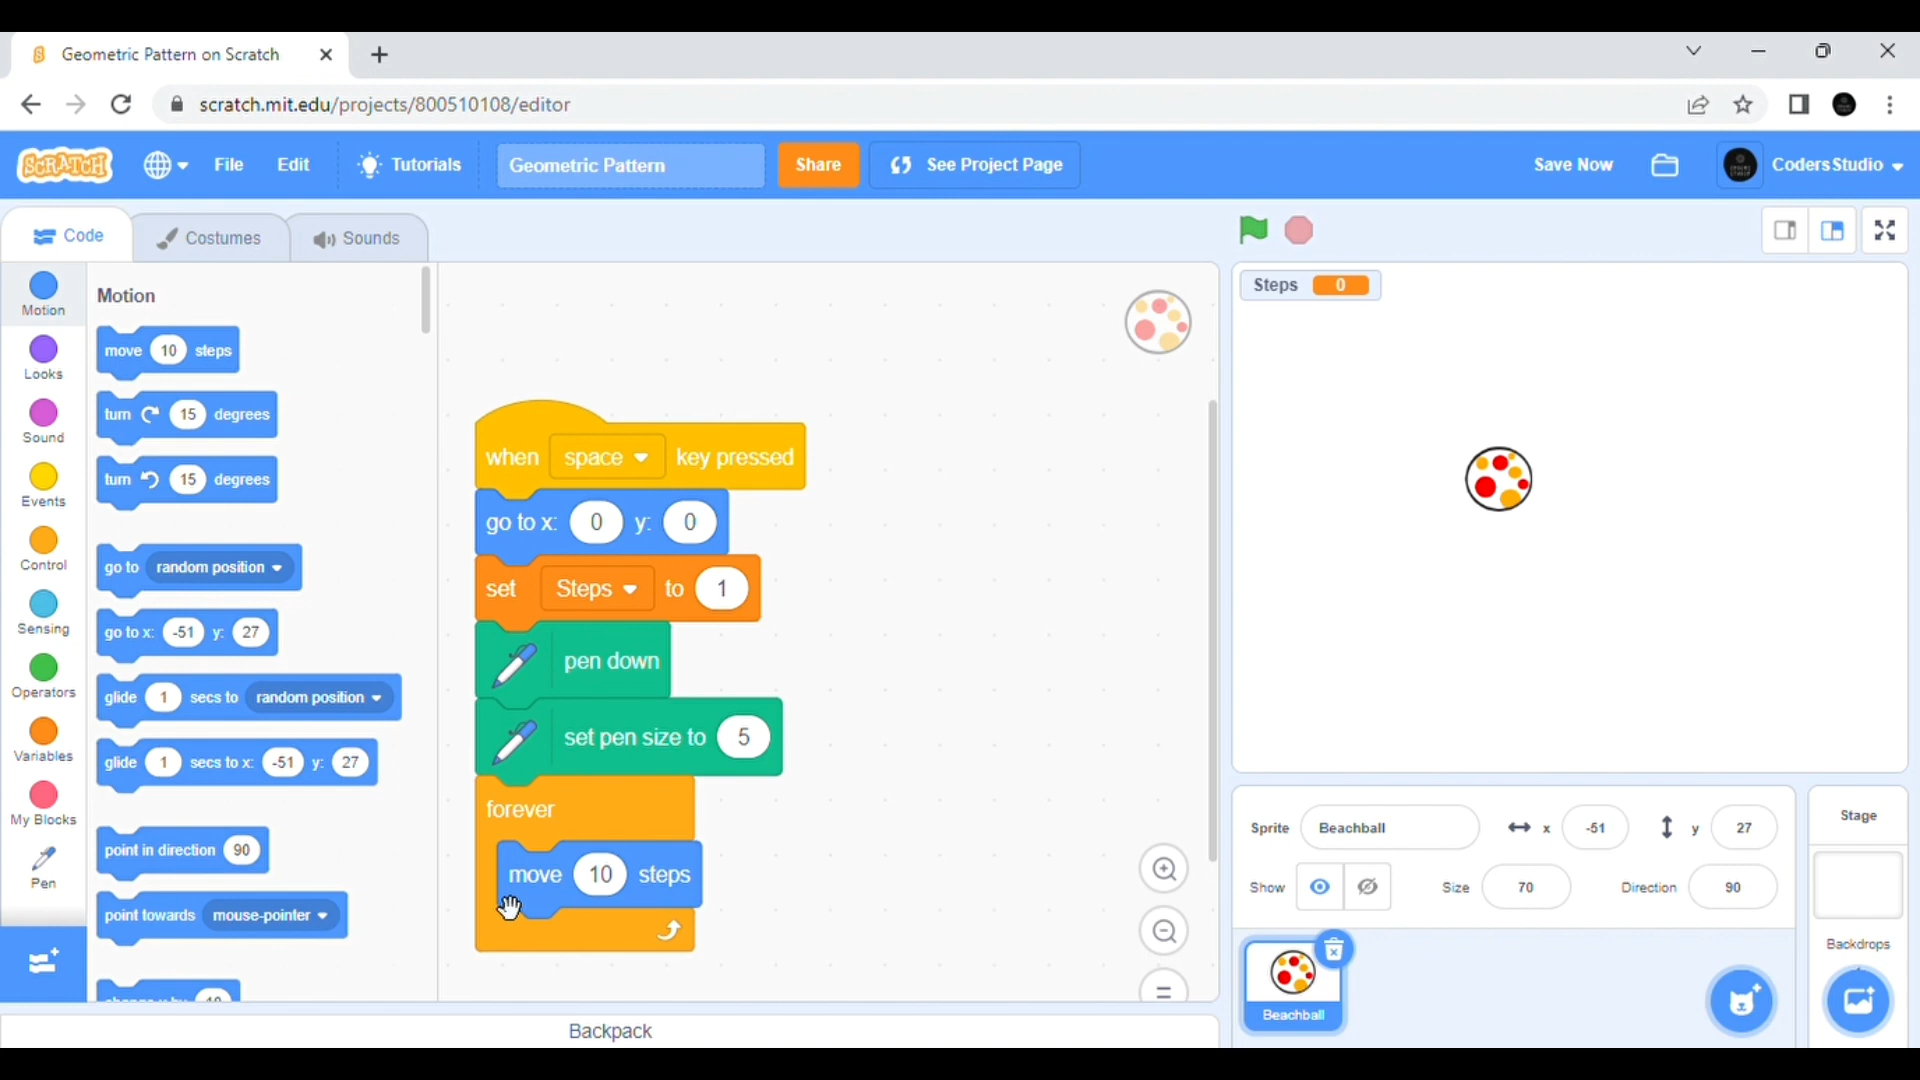 Geometric Pattern on Scratch
scratch.mit.edu/projects/800510108/editor
SCRATCH File Edit Tutorials Geometric Pattern Share See Project Page Save Now CodersStudio
Code Costumes Sounds
Motion
Looks
Sound
Events
Control
Sensing
Operators
Variables
My Blocks
Pen
Motion
move 10 steps
turn 15 degrees
turn 15 degrees
go to random position
go to x: -51 y: 27
glide 1 secs to random position
glide 1 secs to x: -51 y: 27
point in direction 90
point towards mouse-pointer
when space key pressed
go to x: 0 y: 0
set Steps to 1
pen down
set pen size to 5
forever
move 10 steps
Backpack
Steps 0
Sprite Beachball x -51 y 27
Show Size 70 Direction 90
Beachball
Stage
Backdrops